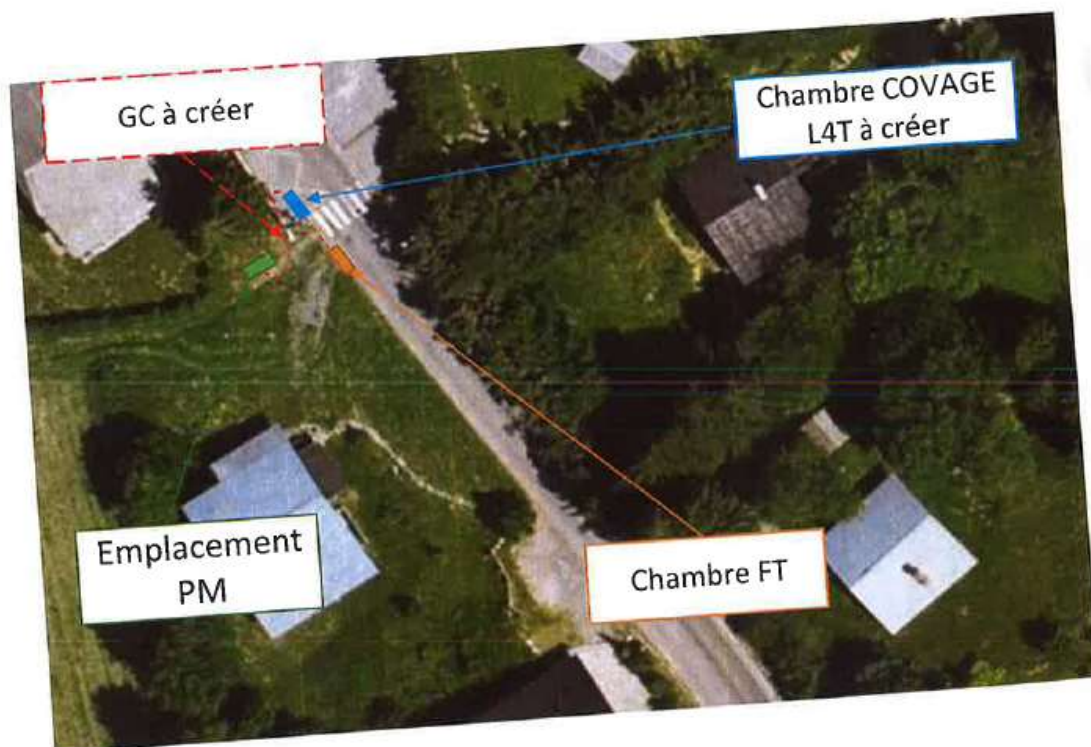 GC à créer
Chambre COVAGE
L4T à créer
Emplacement
PM
Chambre FT